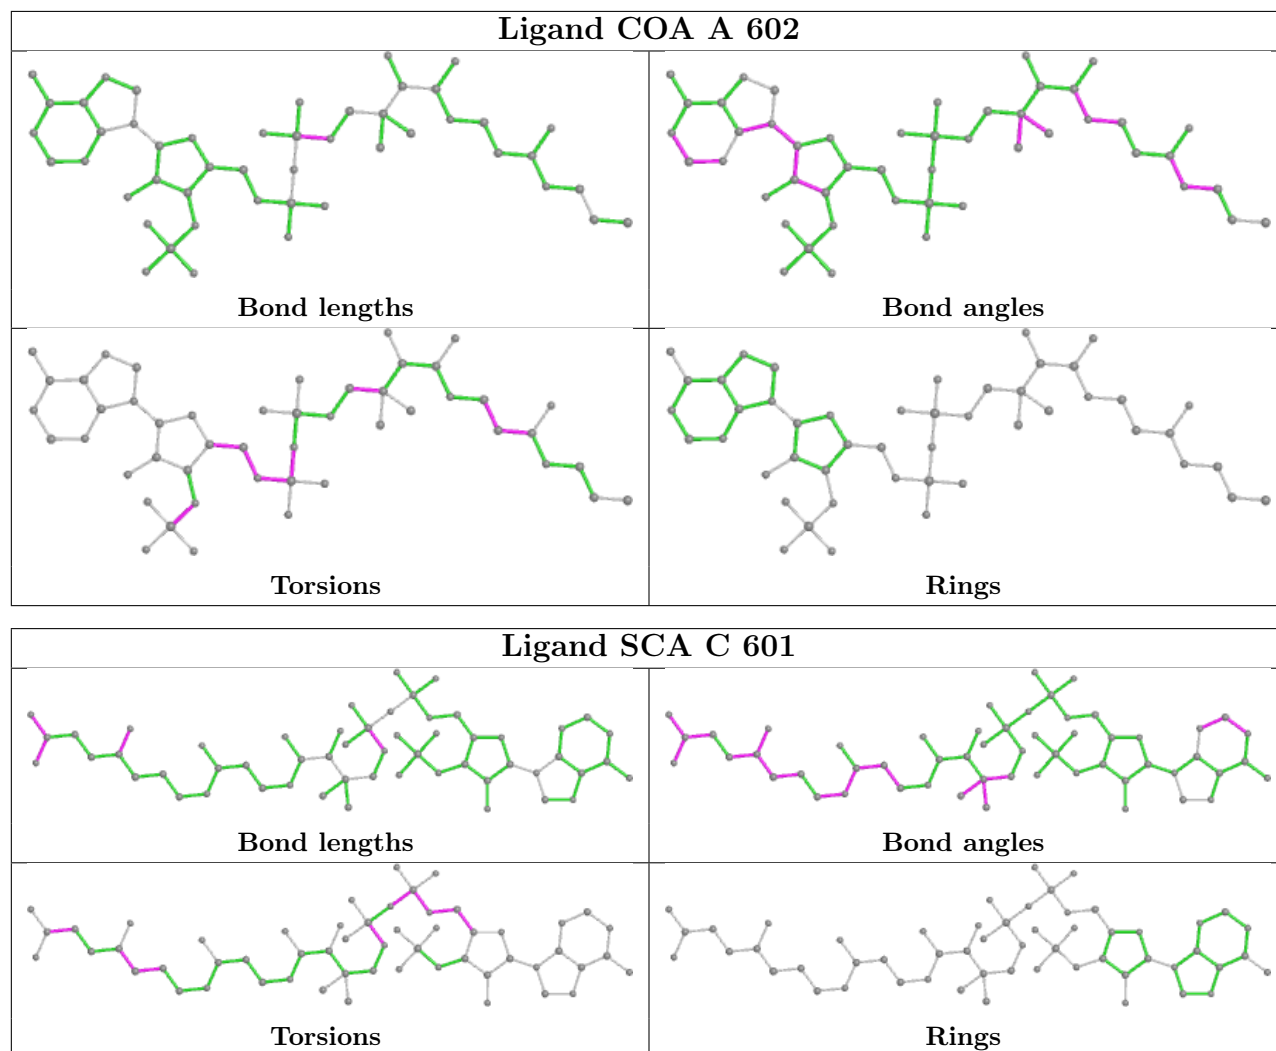 Ligand COA A 602
Bond lengths
Bond angles
Torsions
Rings
Ligand SCA C 601
Bond lengths
Bond angles
Torsions
Rings